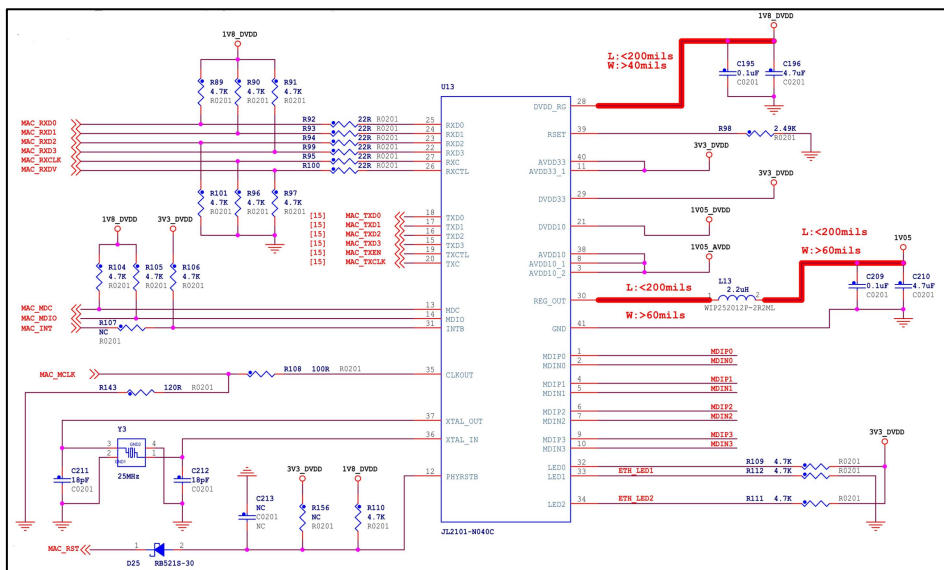 1V8_DVDD
1V8_DVDD
L:<200mils
W:>40mils
C195
0.1uF
C0201
C196
4.7uF
C0201
R89
4.7K
R0201
R90
4.7K
R0201
R91
4.7K
R0201
U13
DVDD_RG 28
MAC_RXD0 R92 22R R0201 25 RXD0
MAC_RXD1 R93 22R R0201 24 RXD1
MAC_RXD2 R94 22R R0201 23 RXD2
MAC_RXD3 R99 22R R0201 22 RXD3
MAC_RXCLK R95 22R R0201 27 RXC
MAC_RXDV R100 22R R0201 26 RXCTL
RSET 39 R98 2.49K R0201
3V3_DVDD
AVDD33 40
AVDD33_1 11
3V3_DVDD
DVDD33 29
R101
4.7K
R0201
R96
4.7K
R0201
R97
4.7K
R0201
[15] MAC_TXD0 18 TXD0
[15] MAC_TXD1 17 TXD1
[15] MAC_TXD2 16 TXD2
[15] MAC_TXD3 15 TXD3
[15] MAC_TXEN 19 TXCTL
[15] MAC_TXCLK 20 TXC
1V05_DVDD
DVDD10 21
1V05_AVDD
AVDD10 38
AVDD10_1 8
AVDD10_2 3
L:<200mils
W:>60mils
1V05
1V8_DVDD
3V3_DVDD
R104
4.7K
R0201
R105
4.7K
R0201
R106
4.7K
R0201
L:<200mils
W:>60mils
REG_OUT 30
L13
2.2uH
1 2
WIP252012P-2R2ML
C209
0.1uF
C0201
C210
4.7uF
C0201
MAC_MDC 13 MDC
MAC_MDIO 14 MDIO
MAC_INT 31 INTB
R107
NC
R0201
GND 41
MDIP0 1 MDIP0
MDIN0 2 MDIN0
MAC_MCLK R108 100R R0201 35 CLKOUT
R143 120R R0201
MDIP1 4 MDIP1
MDIN1 5 MDIN1
MDIP2 6 MDIP2
MDIN2 7 MDIN2
MDIP3 9 MDIP3
MDIN3 10 MDIN3
37 XTAL_OUT
36 XTAL_IN
Y3
3 GND2 4
2 GND1 1
25MHz
C211
18pF
C0201
C212
18pF
C0201
3V3_DVDD
LED0 32 R109 4.7K R0201
LED1 33 ETH_LED1 R112 4.7K R0201
LED2 34 ETH_LED2 R111 4.7K R0201
12 PHYRSTB
3V3_DVDD
1V8_DVDD
C213
NC
C0201
NC
R156
NC
R0201
R110
4.7K
R0201
MAC_RST 1 2
D25 RB521S-30
JL2101-N040C